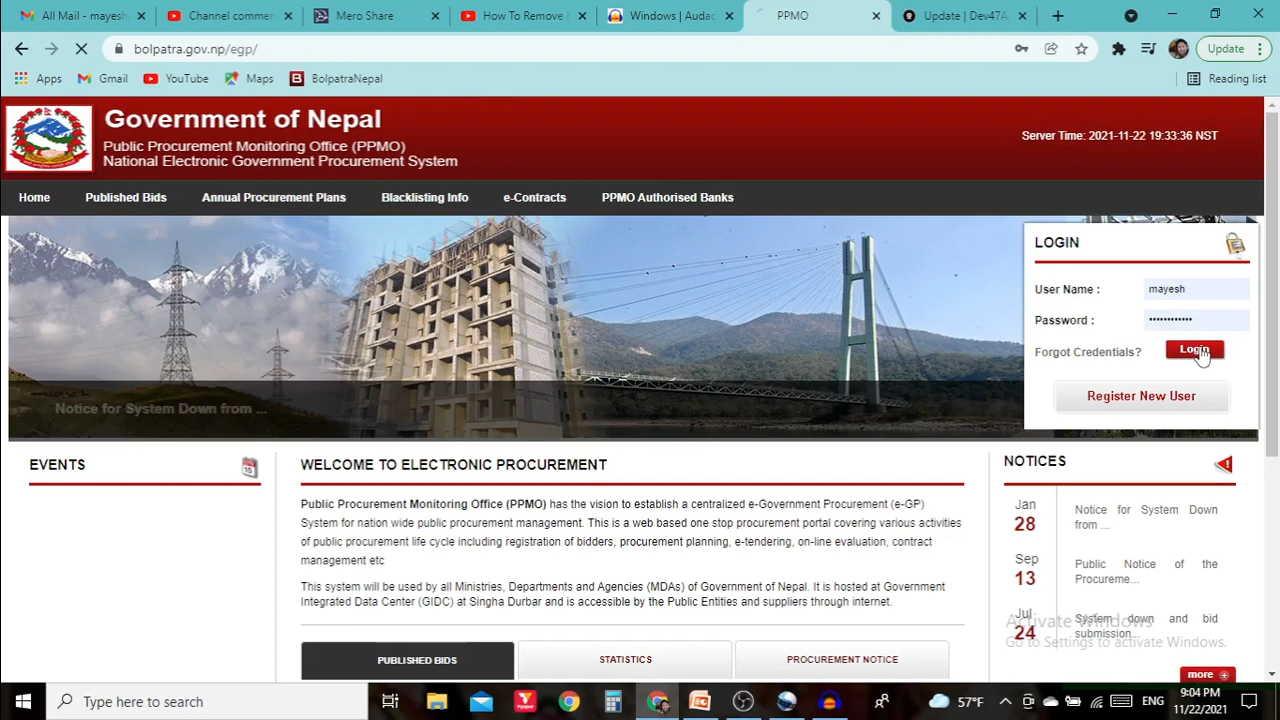 All Mail - mayesh
Channel commen
Mero Share
How To Remove E
Windows | Audac
PPMO
Update | Dev47A
bolpatra.gov.np/egp/
Update
Apps
Gmail
YouTube
Maps
BolpatraNepal
Reading list
Government of Nepal
Public Procurement Monitoring Office (PPMO)
National Electronic Government Procurement System
Server Time: 2021-11-22 19:33:36 NST
Home
Published Bids
Annual Procurement Plans
Blacklisting Info
e-Contracts
PPMO Authorised Banks
Notice for System Down from ...
LOGIN
User Name :
mayesh
Password :
••••••••••••
Forgot Credentials?
Login
Register New User
EVENTS
WELCOME TO ELECTRONIC PROCUREMENT
Public Procurement Monitoring Office (PPMO) has the vision to establish a centralized e-Government Procurement (e-GP)
System for nation wide public procurement management. This is a web based one stop procurement portal covering various activities
of public procurement life cycle including registration of bidders, procurement planning, e-tendering, on-line evaluation, contract
management etc
This system will be used by all Ministries, Departments and Agencies (MDAs) of Government of Nepal. It is hosted at Government
Integrated Data Center (GIDC) at Singha Durbar and is accessible by the Public Entities and suppliers through internet.
PUBLISHED BIDS
STATISTICS
PROCUREMENT NOTICE
NOTICES
Jan
28
Notice for System Down
from ...
Sep
13
Public Notice of the
Procureme...
Jul
24
System down and bid
submission...
more
Activate Windows
Go to Settings to activate Windows.
Type here to search
57°F
ENG
9:04 PM
11/22/2021